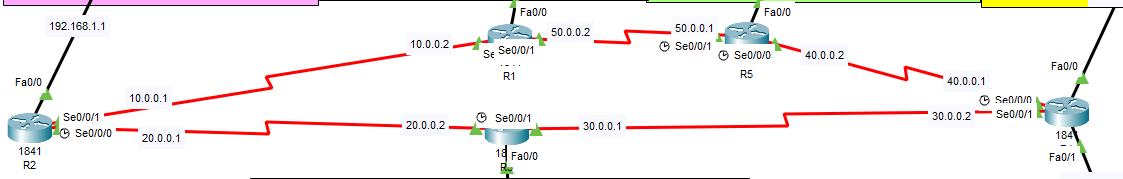 192.168.1.1
Fa0/0
Se0/0/1
Se0/0/0
1841
R2
10.0.0.1
20.0.0.1
10.0.0.2
Fa0/0
Se0/0/1
R1
50.0.0.2
50.0.0.1
Se0/0/1
Fa0/0
Se0/0/0
R5
40.0.0.2
40.0.0.1
20.0.0.2
Se0/0/1
Fa0/0
30.0.0.1
30.0.0.2
Fa0/0
Se0/0/0
Se0/0/1
Fa0/1